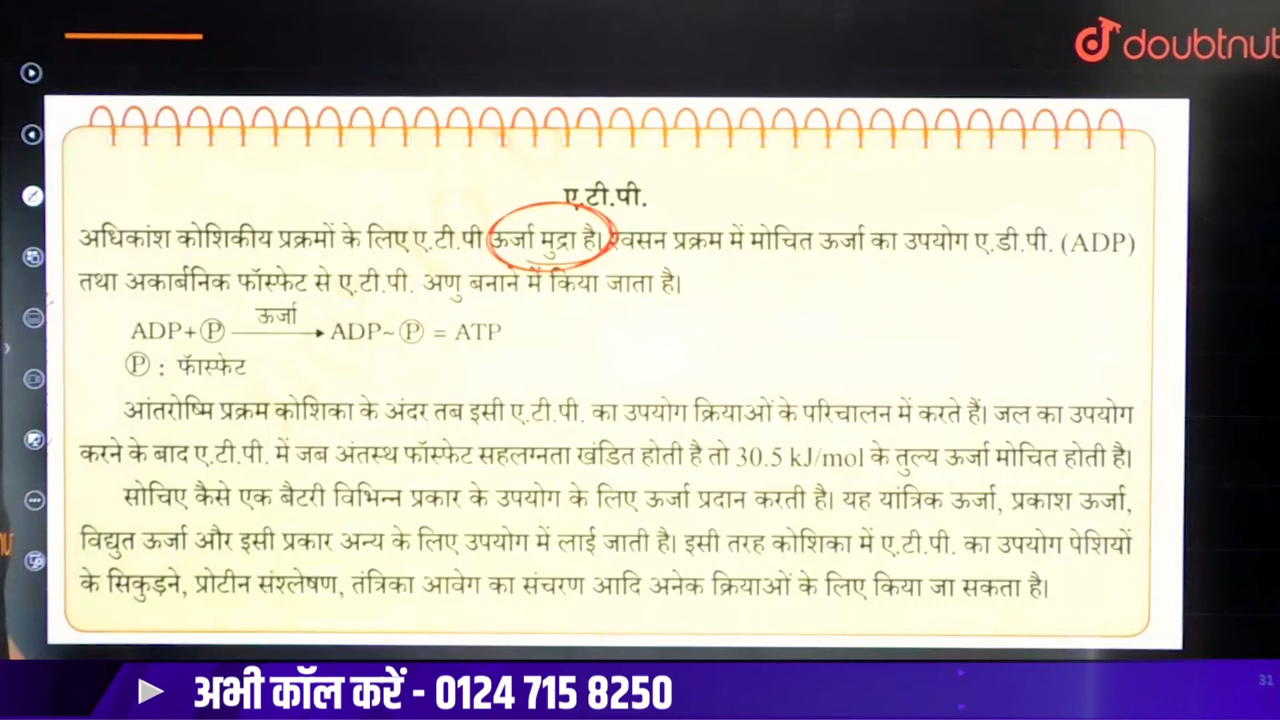 doubtnut
ए.टी.पी.
अधिकांश कोशिकीय प्रक्रमों के लिए ए.टी.पी ऊर्जा मुद्रा है। श्वसन प्रक्रम में मोचित ऊर्जा का उपयोग ए.डी.पी. (ADP)
तथा अकार्बनिक फॉस्फेट से ए.टी.पी. अणु बनाने में किया जाता है।
ऊर्जा
ADP+Ⓟ ⟶ ADP~Ⓟ = ATP
Ⓟ : फॅास्फेट
आंतरोष्मि प्रक्रम कोशिका के अंदर तब इसी ए.टी.पी. का उपयोग क्रियाओं के परिचालन में करते हैं। जल का उपयोग
करने के बाद ए.टी.पी. में जब अंतस्थ फॉस्फेट सहलग्नता खंडित होती है तो 30.5 kJ/mol के तुल्य ऊर्जा मोचित होती है।
सोचिए कैसे एक बैटरी विभिन्न प्रकार के उपयोग के लिए ऊर्जा प्रदान करती है। यह यांत्रिक ऊर्जा, प्रकाश ऊर्जा,
विद्युत ऊर्जा और इसी प्रकार अन्य के लिए उपयोग में लाई जाती है। इसी तरह कोशिका में ए.टी.पी. का उपयोग पेशियों
के सिकुड़ने, प्रोटीन संश्लेषण, तंत्रिका आवेग का संचरण आदि अनेक क्रियाओं के लिए किया जा सकता है।
अभी कॉल करें - 0124 715 8250
31